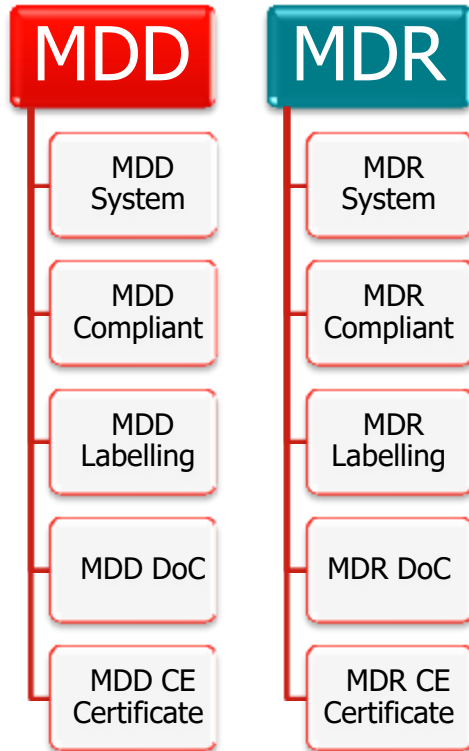 MDD
MDD
System
MDD
Compliant
MDD
Labelling
MDD DoC
MDD CE
Certificate
MDR
MDR
System
MDR
Compliant
MDR
Labelling
MDR DoC
MDR CE
Certificate